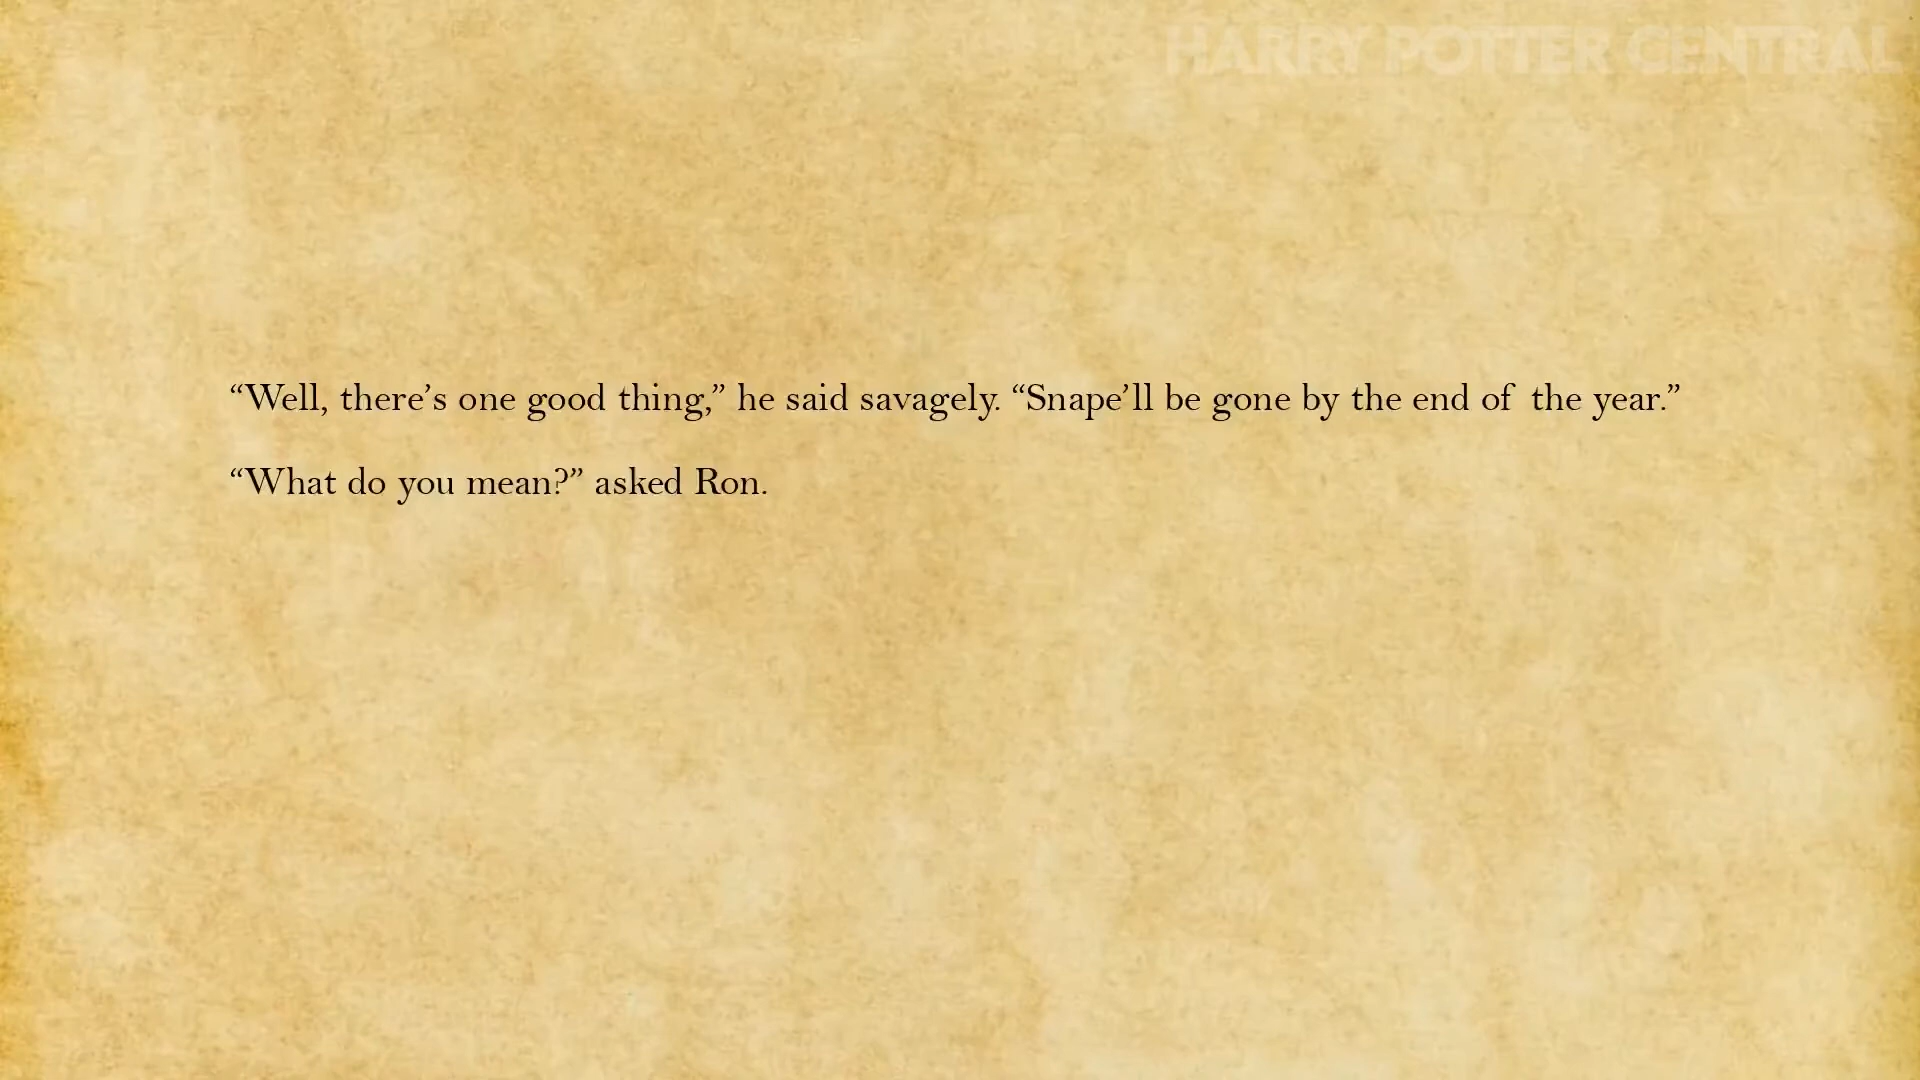 HARRY POTTER CENTRAL
“Well, there’s one good thing,” he said savagely. “Snape’ll be gone by the end of the year.”
“What do you mean?” asked Ron.